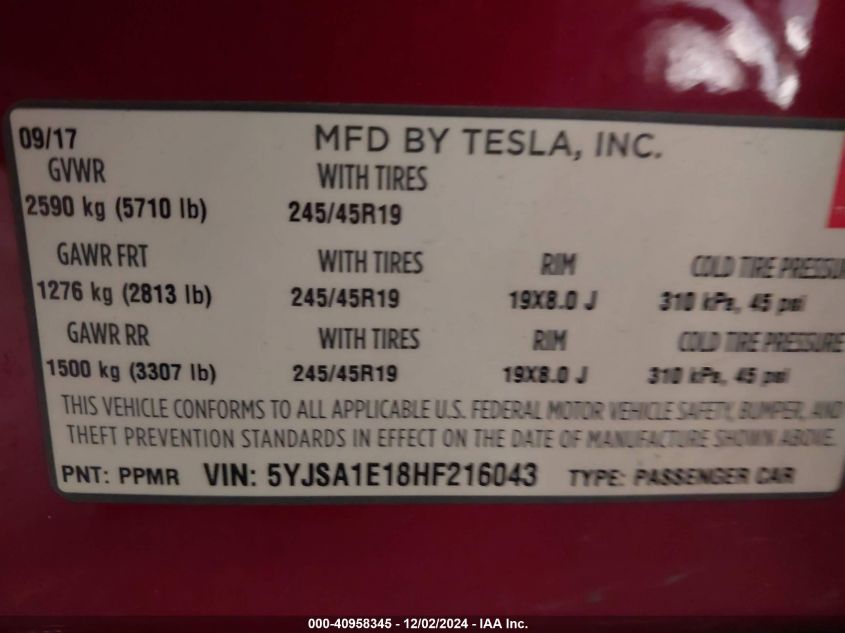 09/17 MFD BY TESLA, INC.
GVWR WITH TIRES
2590 kg (5710 lb) 245/45R19
GAWR FRT WITH TIRES RIM COLD TIRE PRESSU
1276 kg (2813 lb) 245/45R19 19X8.0 J 310 kPa, 45 psi
GAWR RR WITH TIRES RIM COLD TIRE PRESSURE
1500 kg (3307 lb) 245/45R19 19X8.0 J 310 kPa, 45 psi
THIS VEHICLE CONFORMS TO ALL APPLICABLE U.S. FEDERAL MOTOR VEHICLE SAFETY, BUMPER, AND
THEFT PREVENTION STANDARDS IN EFFECT ON THE DATE OF MANUFACTURE SHOWN ABOVE.
PNT: PPMR VIN: 5YJSA1E18HF216043 TYPE: PASSENGER CAR
000-40958345 - 12/02/2024 - IAA Inc.